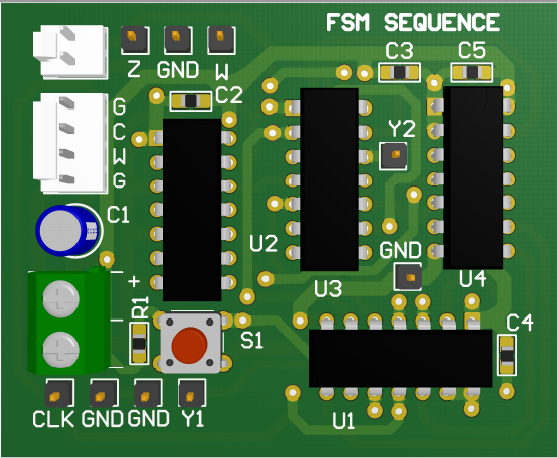 FSM SEQUENCE
Z GND W
C3 C5
C2
G
C
W
G
Y2
C1
U2
GND
+
U3
U4
R1
S1
C4
CLK GND GND Y1
U1